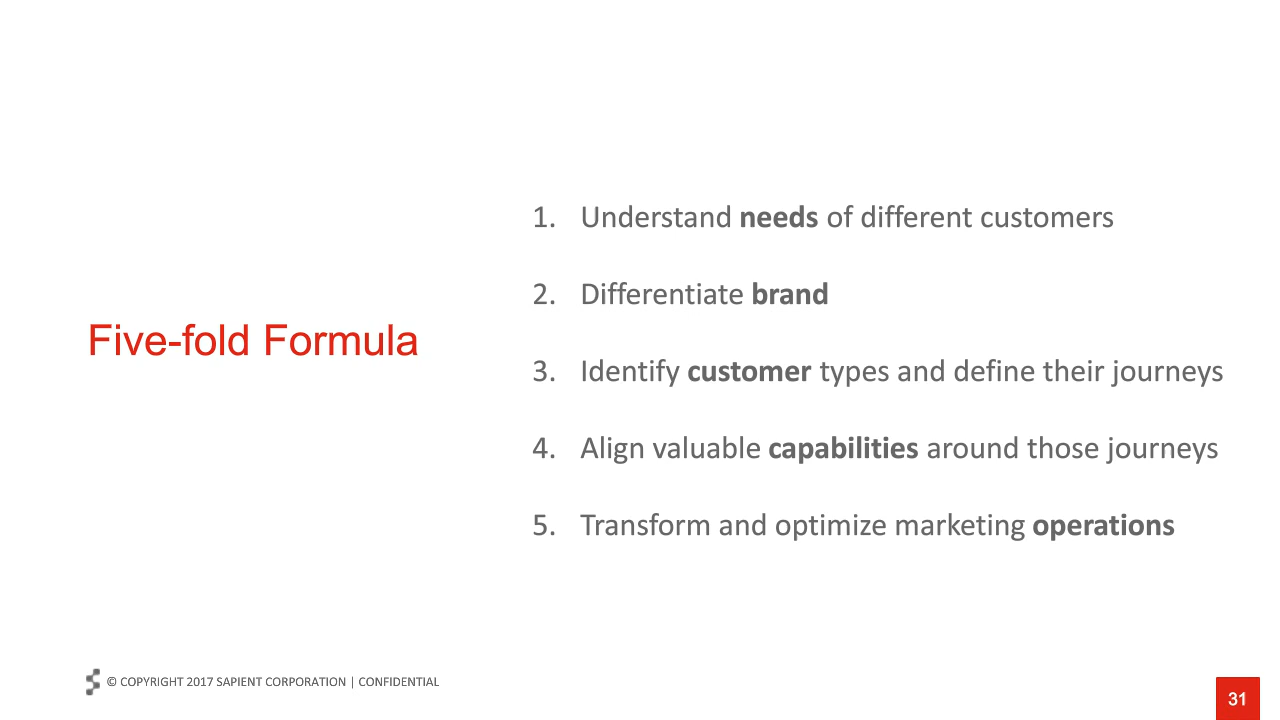 Five-fold Formula
1. Understand needs of different customers
2. Differentiate brand
3. Identify customer types and define their journeys
4. Align valuable capabilities around those journeys
5. Transform and optimize marketing operations
© COPYRIGHT 2017 SAPIENT CORPORATION | CONFIDENTIAL
31